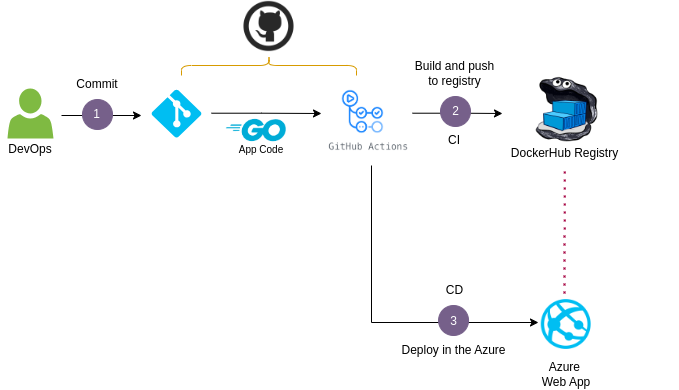 Commit
1
DevOps
GO
App Code
GitHub Actions
Build and push
to registry
2
CI
DockerHub Registry
CD
3
Deploy in the Azure
Azure
Web App